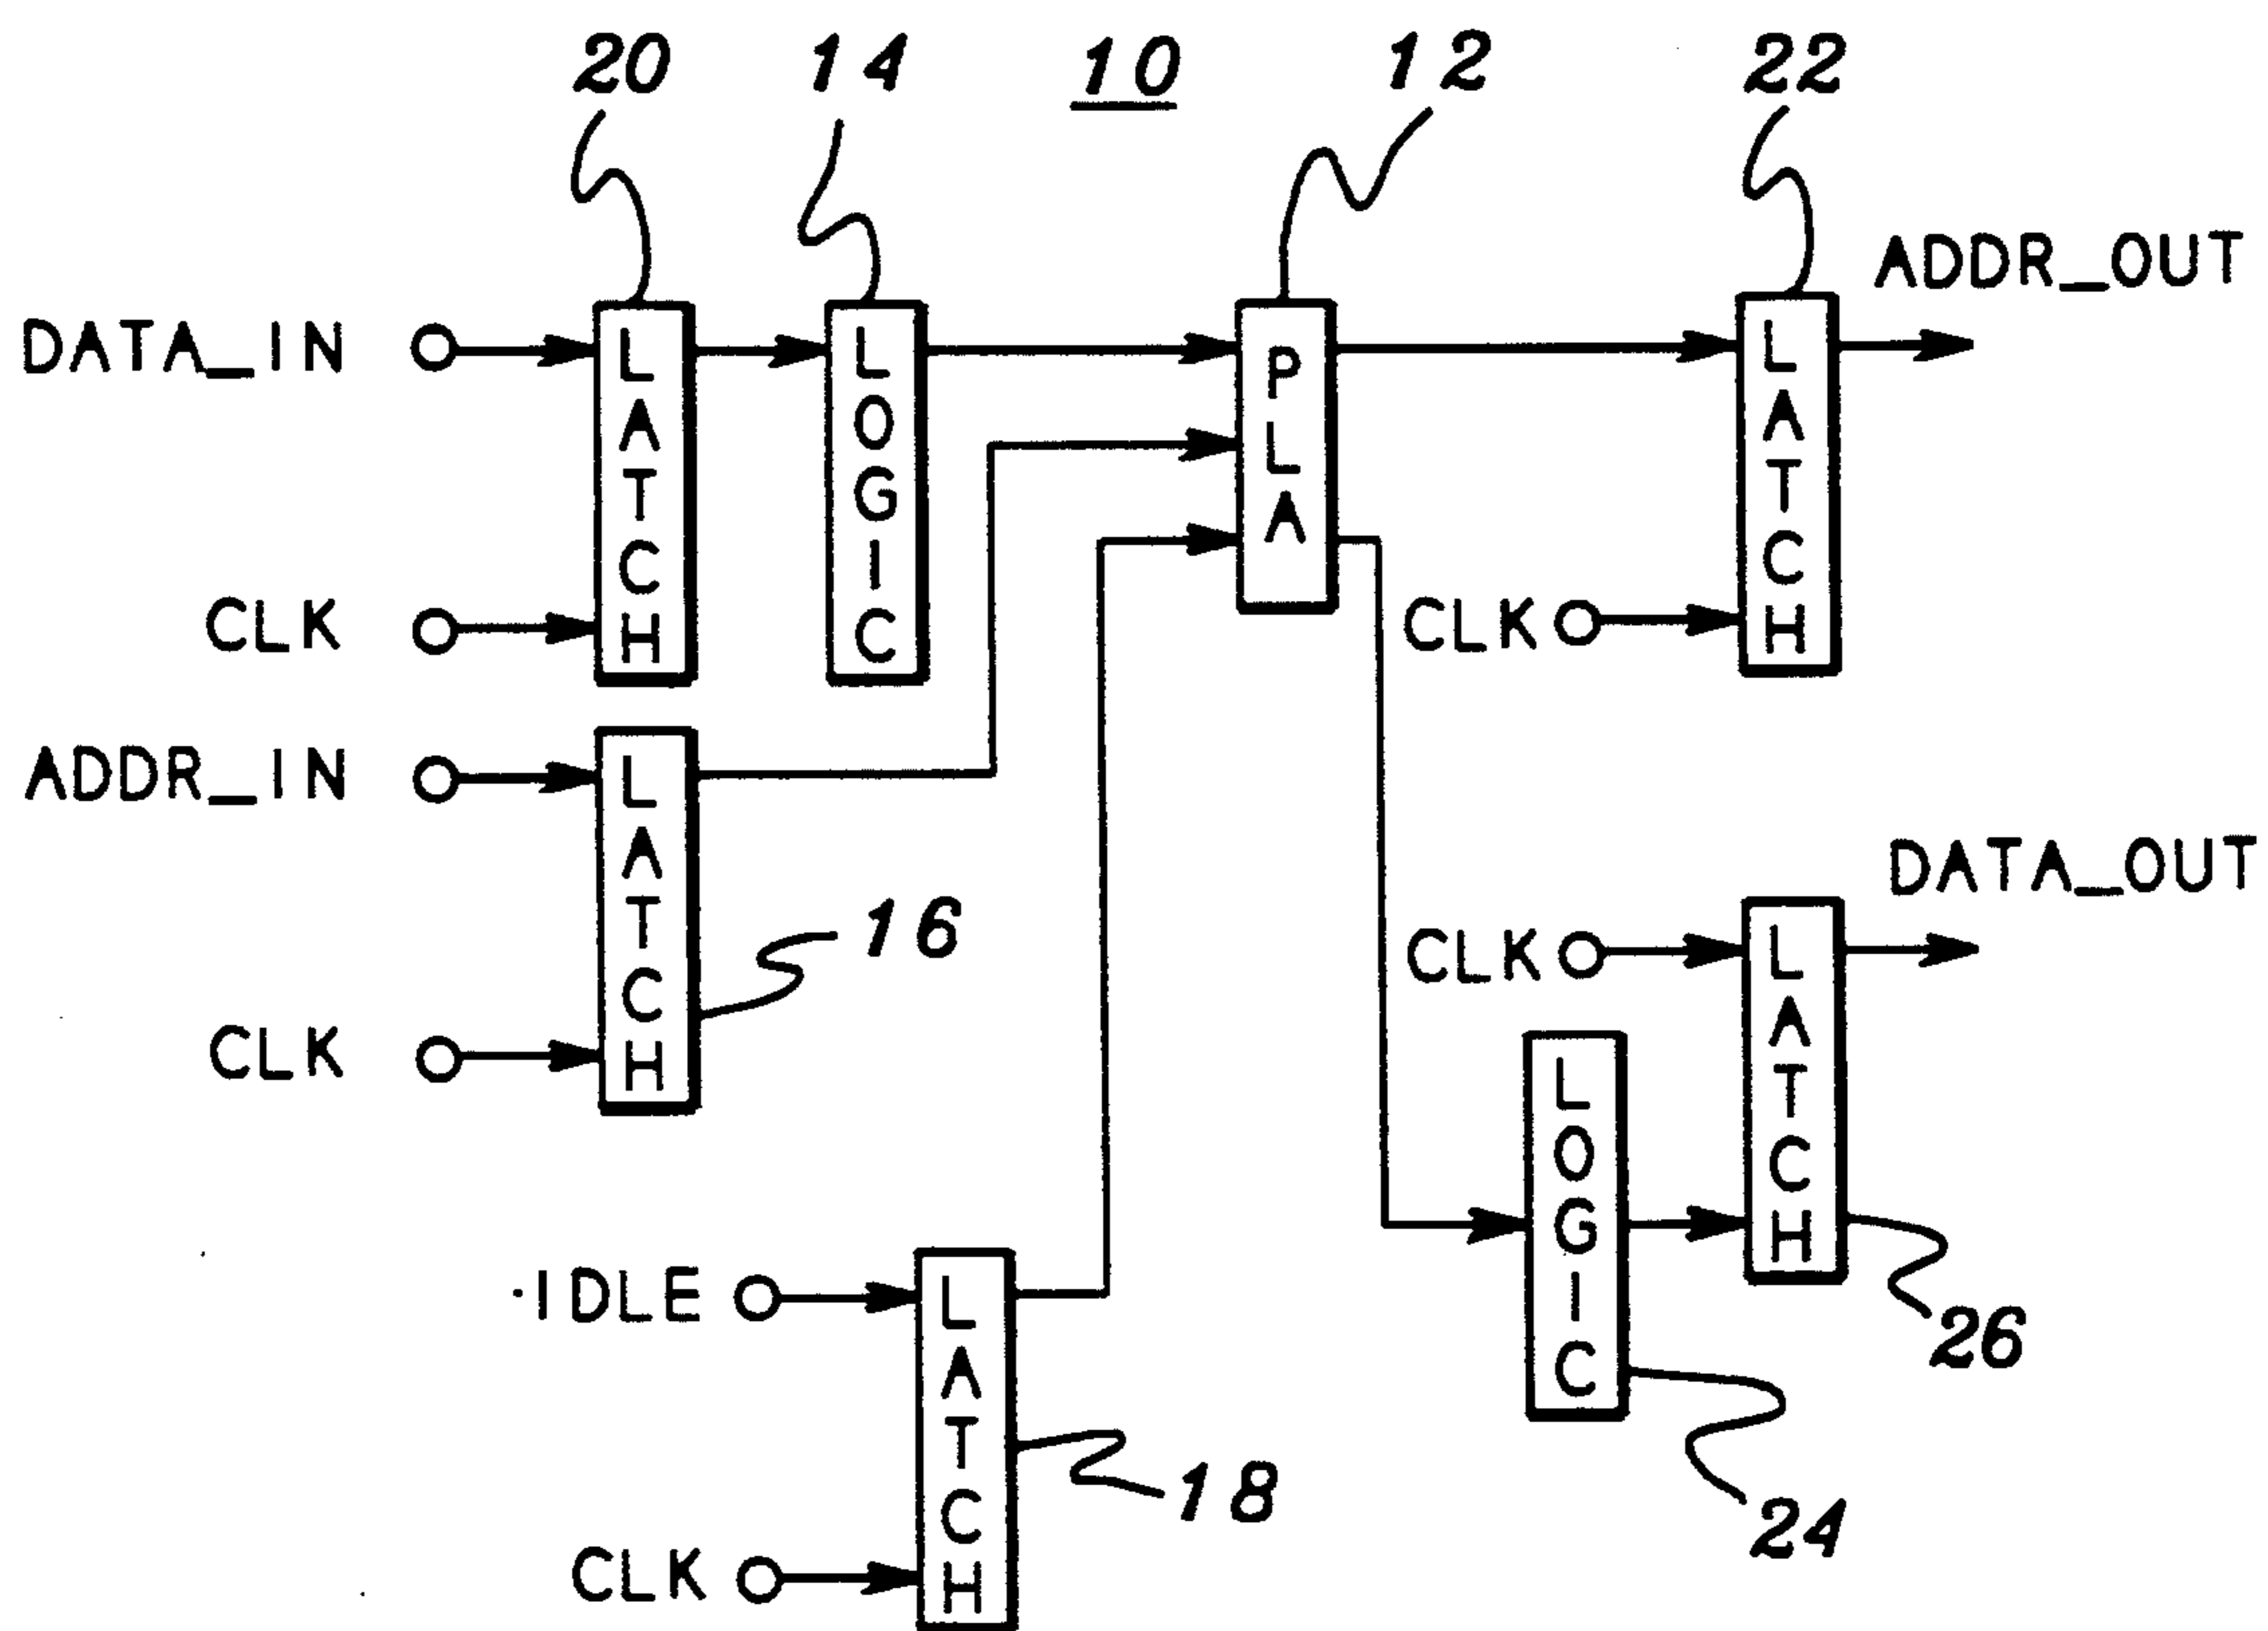 20 14 10 12 22
ADDR_OUT
DATA_IN
LATCH
LOGIC
PLA
LATCH
CLK
CLK
ADDR_IN
LATCH
16
CLK
DATA_OUT
CLK
LATCH
LOGIC
26
24
IDLE
LATCH
18
CLK